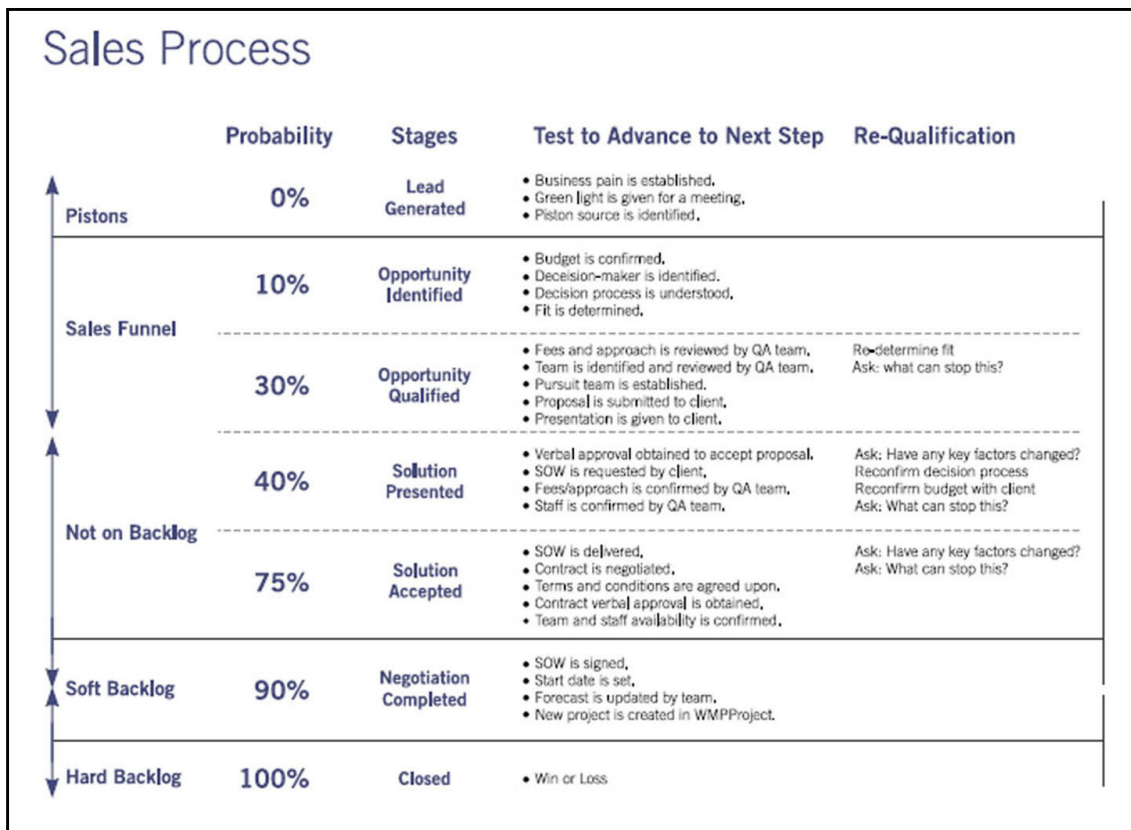 Sales Process
Probability Stages Test to Advance to Next Step Re-Qualification
Pistons
0%
Lead
Generated
• Business pain is established.
• Green light is given for a meeting.
• Piston source is identified.
Sales Funnel
10%
Opportunity
Identified
• Budget is confirmed.
• Deceision-maker is identified.
• Decision process is understood.
• Fit is determined.
30%
Opportunity
Qualified
• Fees and approach is reviewed by QA team.
• Team is identified and reviewed by QA team.
• Pursuit team is established.
• Proposal is submitted to client.
• Presentation is given to client.
Re-determine fit
Ask: what can stop this?
Not on Backlog
40%
Solution
Presented
• Verbal approval obtained to accept proposal.
• SOW is requested by client.
• Fees/approach is confirmed by QA team.
• Staff is confirmed by QA team.
Ask: Have any key factors changed?
Reconfirm decision process
Reconfirm budget with client
Ask: What can stop this?
75%
Solution
Accepted
• SOW is delivered.
• Contract is negotiated.
• Terms and conditions are agreed upon.
• Contract verbal approval is obtained.
• Team and staff availability is confirmed.
Ask: Have any key factors changed?
Ask: What can stop this?
Soft Backlog
90%
Negotiation
Completed
• SOW is signed.
• Start date is set.
• Forecast is updated by team.
• New project is created in WMPProject.
Hard Backlog
100%
Closed
• Win or Loss